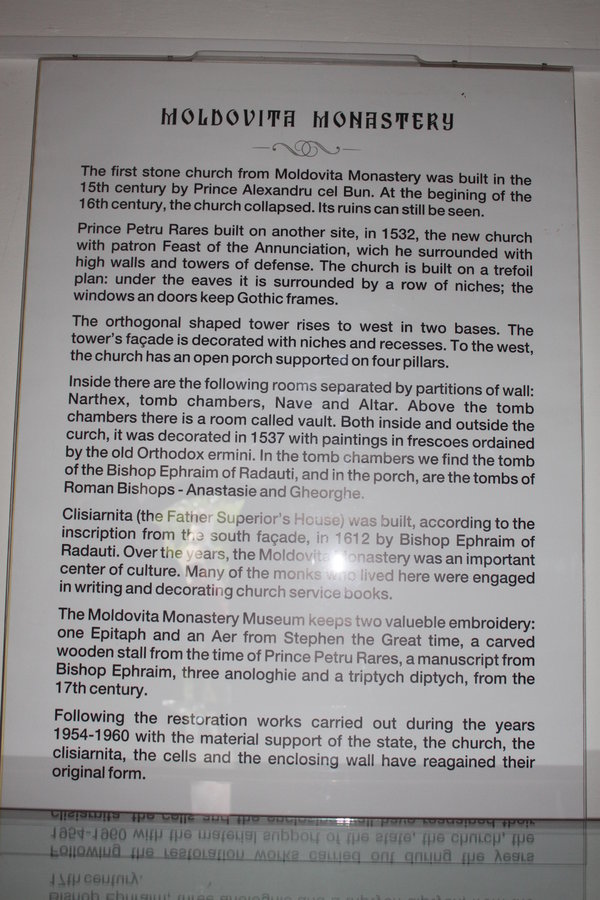 MOLDOVITA MONASTERY
The first stone church from Moldovita Monastery was built in the
15th century by Prince Alexandru cel Bun. At the begining of the
16th century, the church collapsed. Its ruins can still be seen.
Prince Petru Rares built on another site, in 1532, the new church
with patron Feast of the Annunciation, wich he surrounded with
high walls and towers of defense. The church is built on a trefoil
plan: under the eaves it is surrounded by a row of niches; the
windows an doors keep Gothic frames.
The orthogonal shaped tower rises to west in two bases. The
tower's façade is decorated with niches and recesses. To the west,
the church has an open porch supported on four pillars.
Inside there are the following rooms separated by partitions of wall:
Narthex, tomb chambers, Nave and Altar. Above the tomb
chambers there is a room called vault. Both inside and outside the
curch, it was decorated in 1537 with paintings in frescoes ordained
by the old Orthodox ermini. In the tomb chambers we find the tomb
of the Bishop Ephraim of Radauti, and in the porch, are the tombs of
Roman Bishops - Anastasie and Gheorghe.
Clisiarnita (the Father Superior's House) was built, according to the
inscription from the south façade, in 1612 by Bishop Ephraim of
Radauti. Over the years, the Moldovita Monastery was an important
center of culture. Many of the monks who lived here were engaged
in writing and decorating church service books.
The Moldovita Monastery Museum keeps two valueble embroidery:
one Epitaph and an Aer from Stephen the Great time, a carved
wooden stall from the time of Prince Petru Rares, a manuscript from
Bishop Ephraim, three anologhie and a triptych diptych, from the
17th century.
Following the restoration works carried out during the years
1954-1960 with the material support of the state, the church, the
clisiarnita, the cells and the enclosing wall have reagained their
original form.